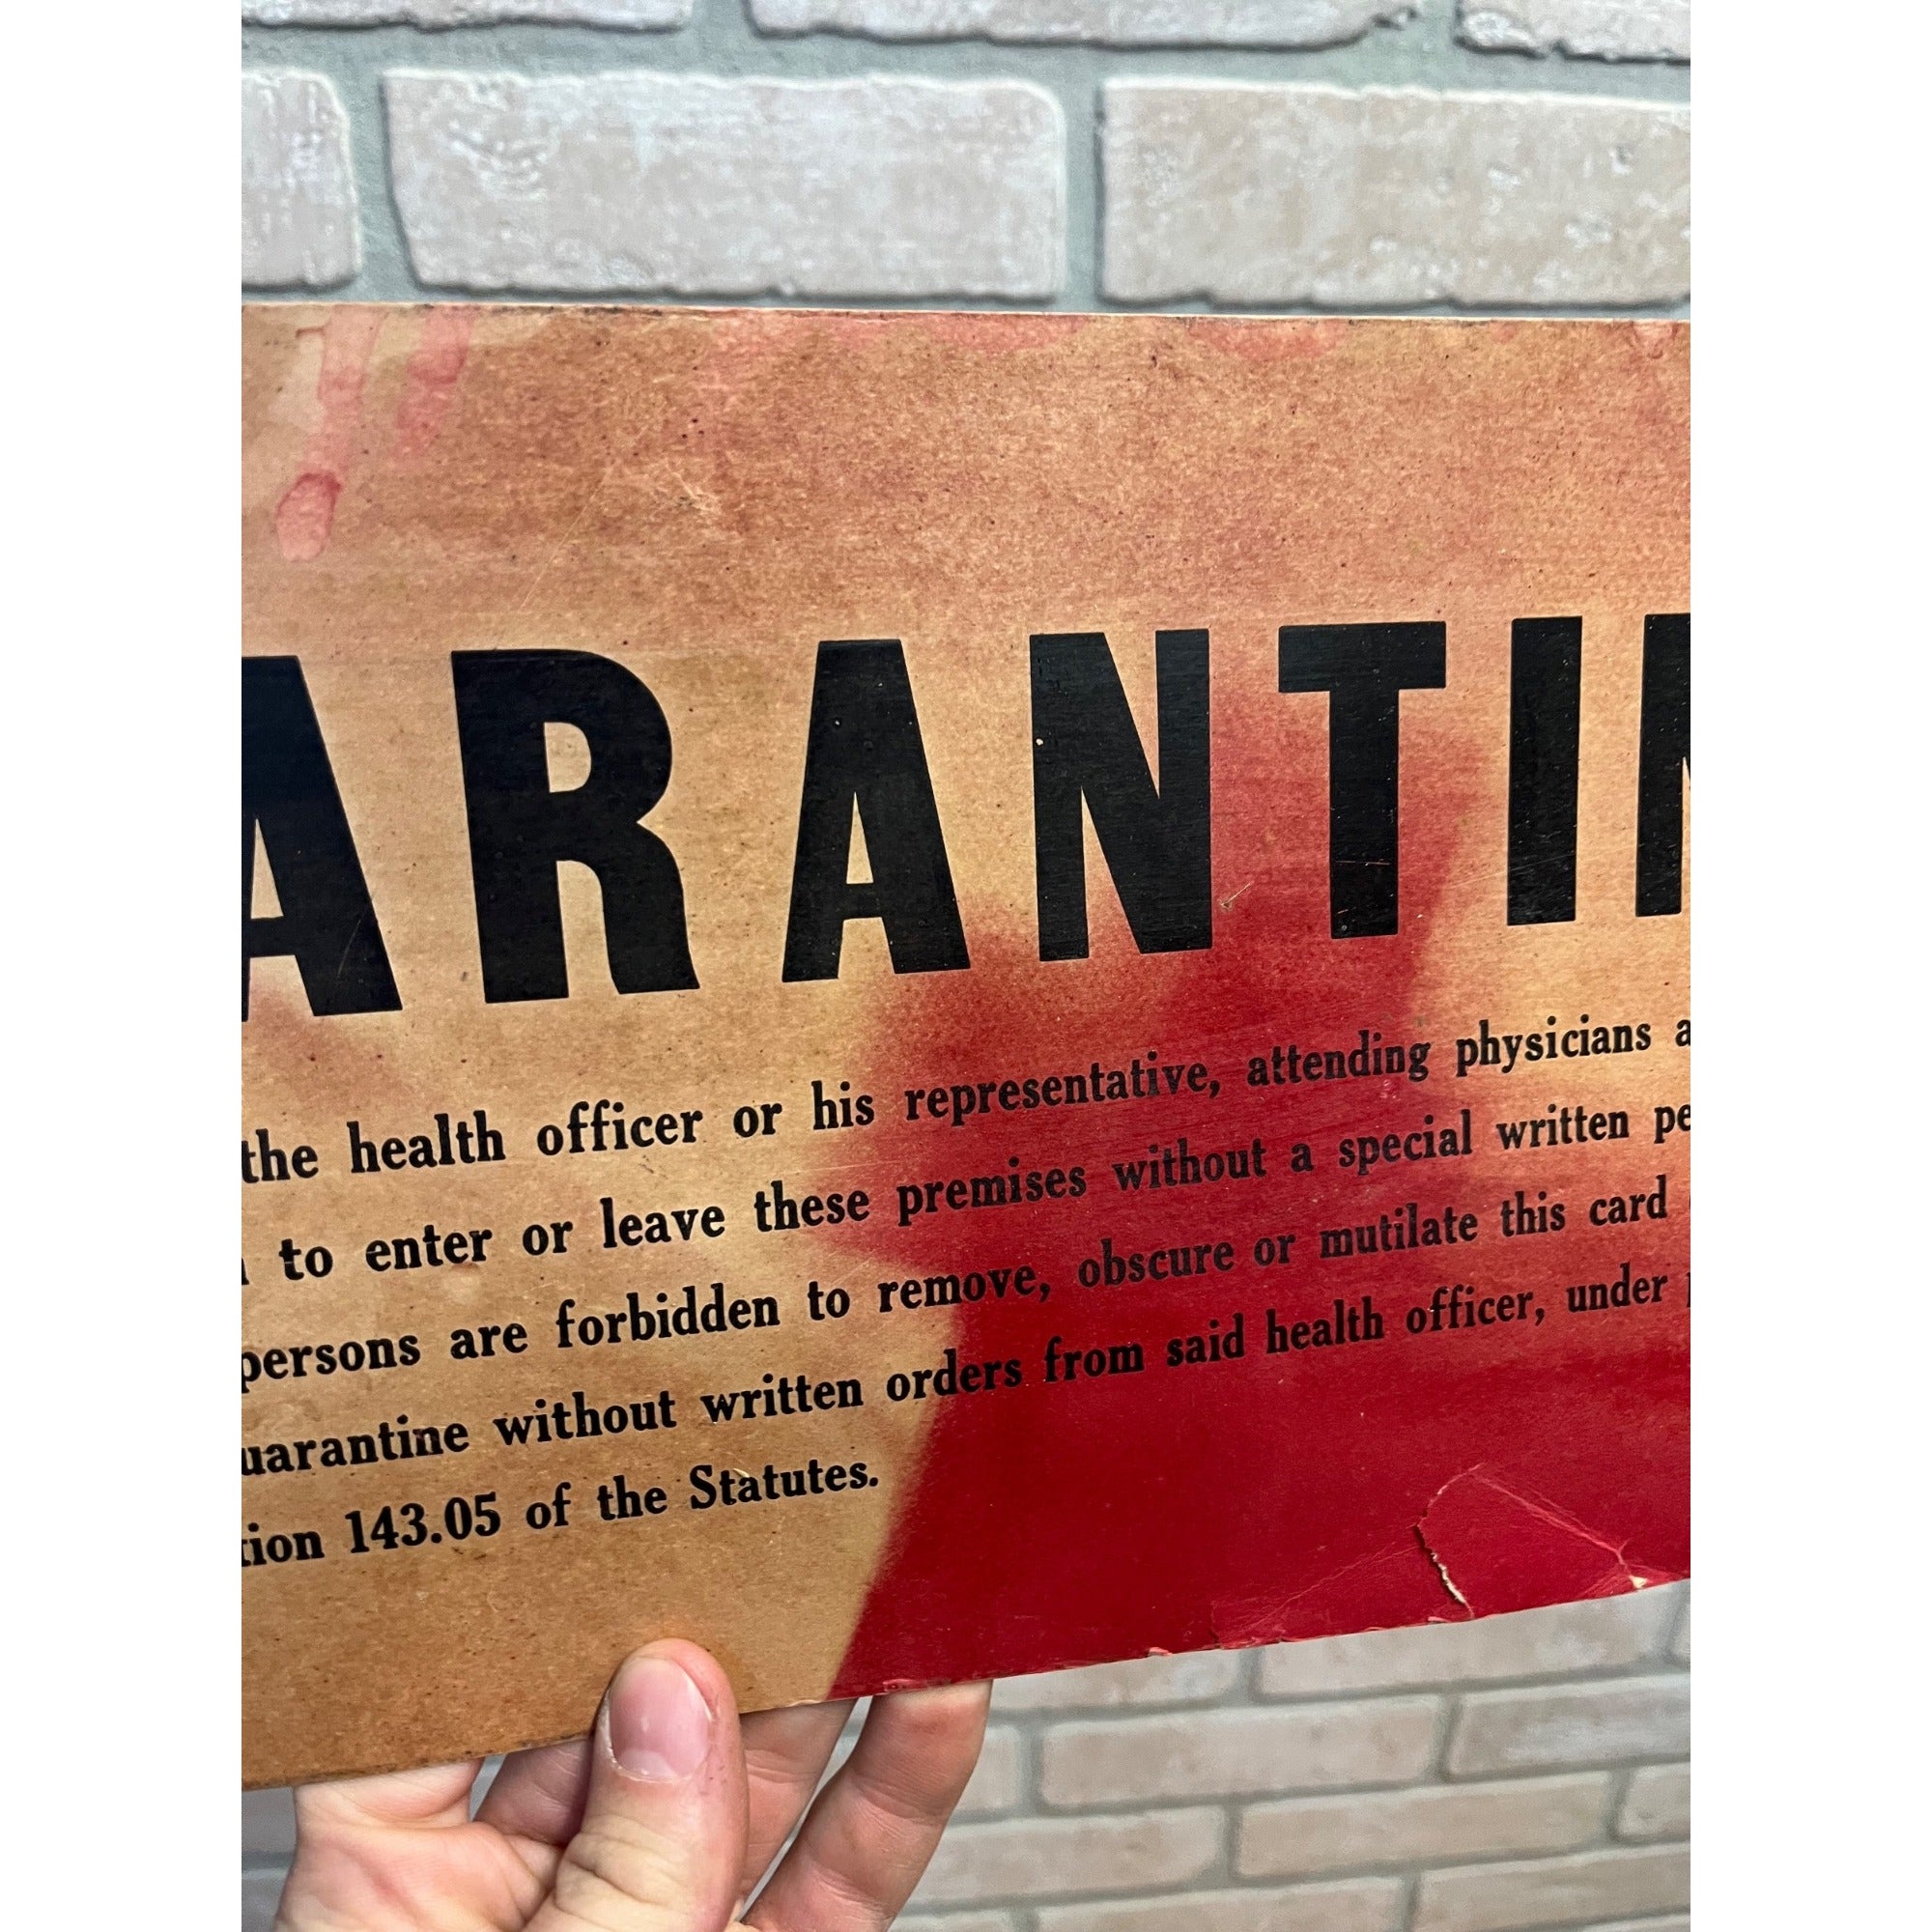 ARANTIN
the health officer or his representative, attending physicians a
to enter or leave these premises without a special written pe
persons are forbidden to remove, obscure or mutilate this card
uarantine without written orders from said health officer, under
tion 143.05 of the Statutes.